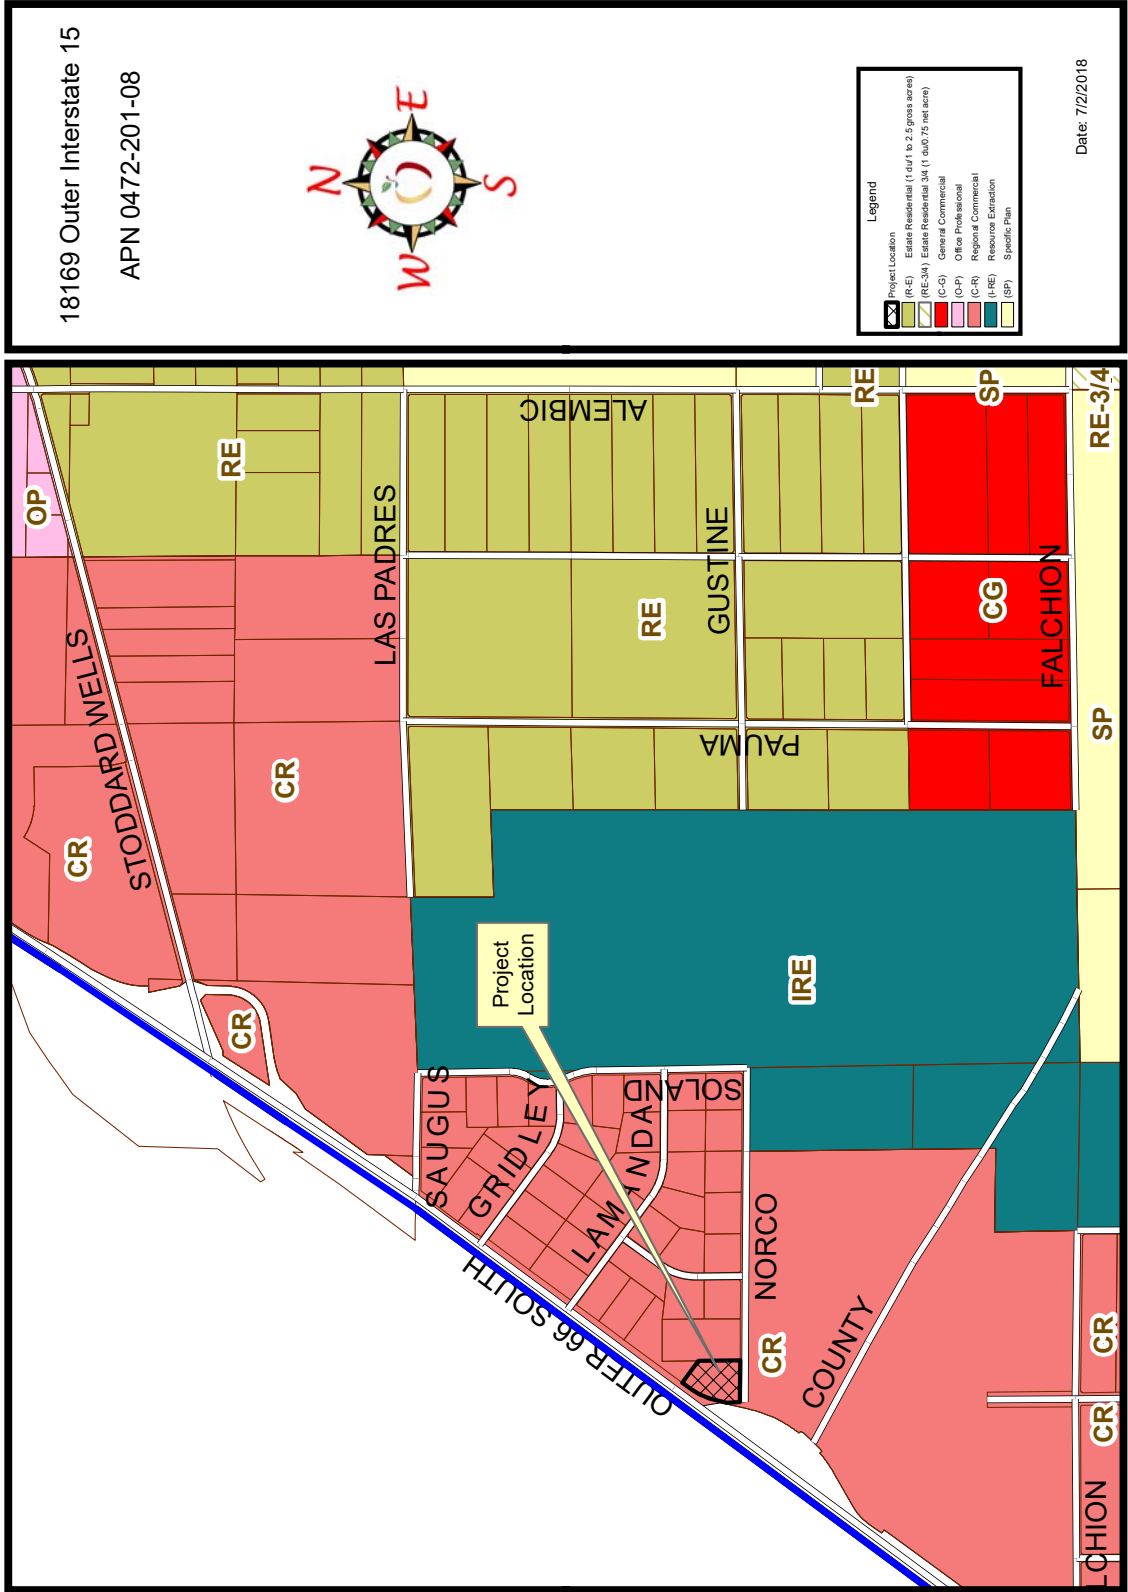 18169 Outer Interstate 15
APN 0472-201-08
N
E
W
S
Legend
Project Location
(R-E) Estate Residential (1 du/1 to 2.5 gross acres)
(RE-3/4) Estate Residential 3/4 (1 du/0.75 net acre)
(C-G) General Commercial
(O-P) Office Professional
(C-R) Regional Commercial
(I-RE) Resource Extraction
(SP) Specific Plan
Date: 7/2/2018
OP
RE
ALEMBIC
RE
SP
RE-3/4
STODDARD WELLS
LAS PADRES
RE
GUSTINE
CG
FALCHION
CR
CR
PAUMA
SP
CR
Project
Location
IRE
SAUGUS
GRIDLEY
LAMANDA
SOLAND
OUTER 66 SOUTH
NORCO
CR
COUNTY
CR
CR
LCHION